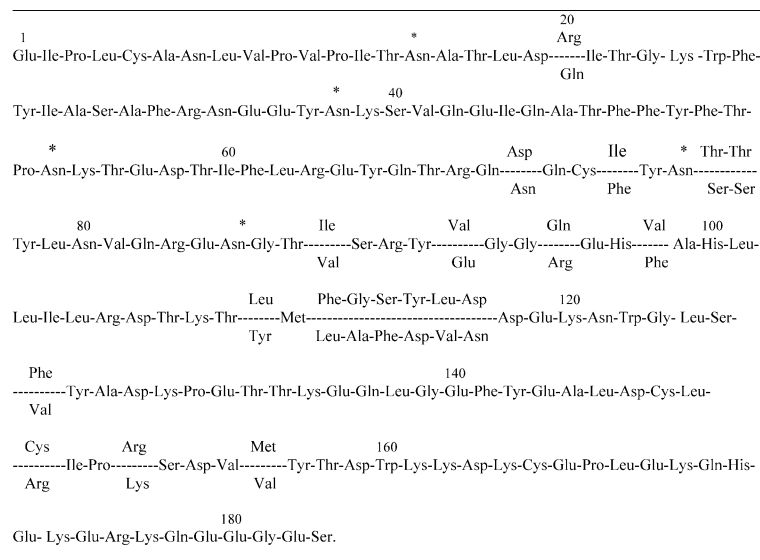 20
1 * Arg
Glu-Ile-Pro-Leu-Cys-Ala-Asn-Leu-Val-Pro-Val-Pro-Ile-Thr-Asn-Ala-Thr-Leu-Asp-------Ile-Thr-Gly- Lys -Trp-Phe-
Gln
* 40
Tyr-Ile-Ala-Ser-Ala-Phe-Arg-Asn-Glu-Glu-Tyr-Asn-Lys-Ser-Val-Gln-Glu-Ile-Gln-Ala-Thr-Phe-Phe-Tyr-Phe-Thr-
* 60 Asp Ile * Thr-Thr
Pro-Asn-Lys-Thr-Glu-Asp-Thr-Ile-Phe-Leu-Arg-Glu-Tyr-Gln-Thr-Arg-Gln--------Gln-Cys--------Tyr-Asn------------
Asn Phe Ser-Ser
80 * Ile Val Gln Val 100
Tyr-Leu-Asn-Val-Gln-Arg-Glu-Asn-Gly-Thr---------Ser-Arg-Tyr----------Gly-Gly--------Glu-His------- Ala-His-Leu-
Val Glu Arg Phe
Leu Phe-Gly-Ser-Tyr-Leu-Asp 120
Leu-Ile-Leu-Arg-Asp-Thr-Lys-Thr--------Met------------------------------------Asp-Glu-Lys-Asn-Trp-Gly- Leu-Ser-
Tyr Leu-Ala-Phe-Asp-Val-Asn
Phe 140
----------Tyr-Ala-Asp-Lys-Pro-Glu-Thr-Thr-Lys-Glu-Gln-Leu-Gly-Glu-Phe-Tyr-Glu-Ala-Leu-Asp-Cys-Leu-
Val
Cys Arg Met 160
----------Ile-Pro---------Ser-Asp-Val---------Tyr-Thr-Asp-Trp-Lys-Lys-Asp-Lys-Cys-Glu-Pro-Leu-Glu-Lys-Gln-His-
Arg Lys Val
180
Glu- Lys-Glu-Arg-Lys-Gln-Glu-Glu-Gly-Glu-Ser.